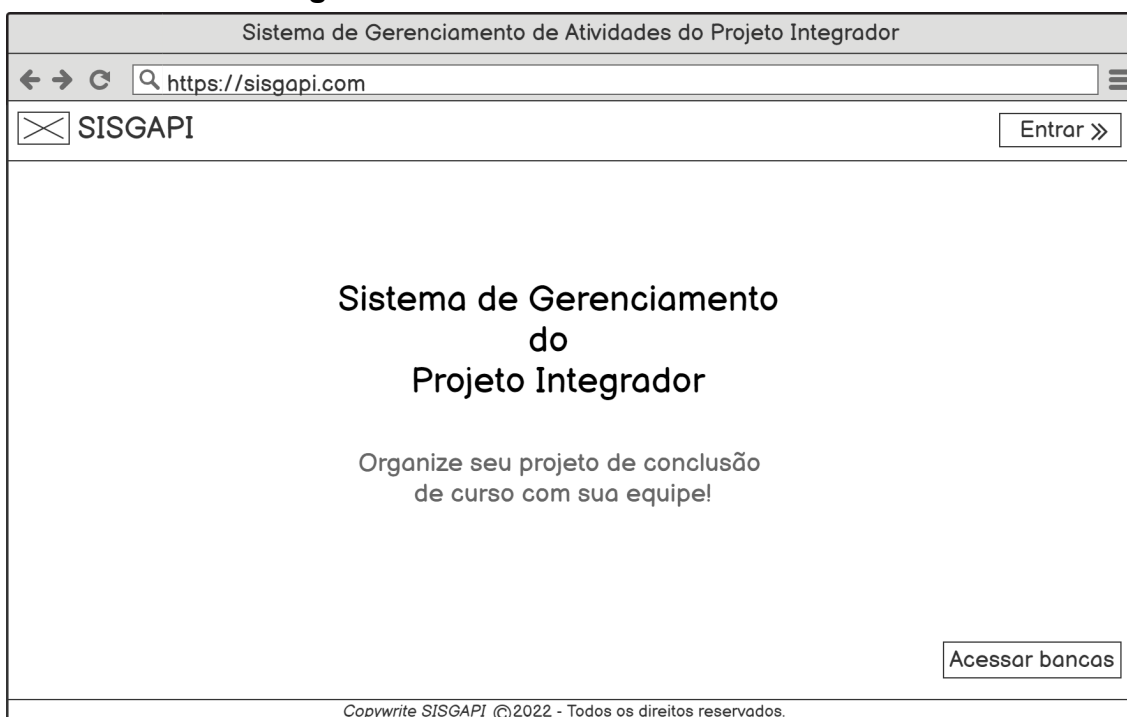 Sistema de Gerenciamento de Atividades do Projeto Integrador
https://sisgapi.com
SISGAPI
Entrar »
Sistema de Gerenciamento
do
Projeto Integrador
Organize seu projeto de conclusão
de curso com sua equipe!
Acessar bancas
Copywrite SISGAPI ©2022 - Todos os direitos reservados.